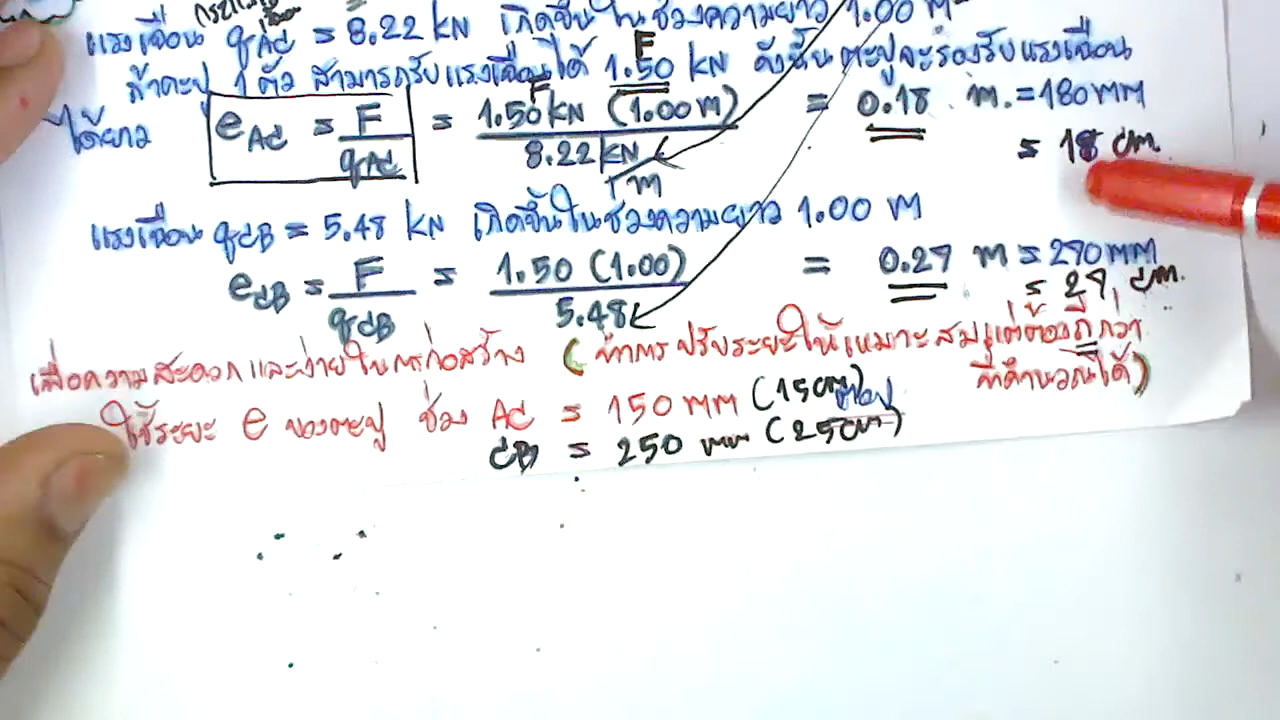 แรงเฉือน qAC = 8.22 kN เกิดขึ้นในช่วงความยาว 1.00 m
ถ้าตะปู 1 ตัว สามารถรับแรงเฉือนได้ 1.50 kN ดังนั้นตะปูจะรองรับแรงเฉือน
F
ได้ยาว eAC = F/qAC = 1.50 kN (1.00 m) / 8.22 kN = 0.18 m. = 180 mm
F
m
= 18 cm.
แรงเฉือน qCB = 5.48 kN เกิดขึ้นในช่วงความยาว 1.00 m
eCB = F/qCB = 1.50 (1.00) / 5.48 = 0.27 m = 270 mm
= 27 cm.
เพื่อความสะดวกและง่ายในการก่อสร้าง (ทำการปรับระยะให้เหมาะสมแต่ต้องถี่กว่า
ที่คำนวณได้)
ใช้ระยะ e ของตะปู ช่วง AC = 150 mm (15cm)
CB = 250 mm (25cm)